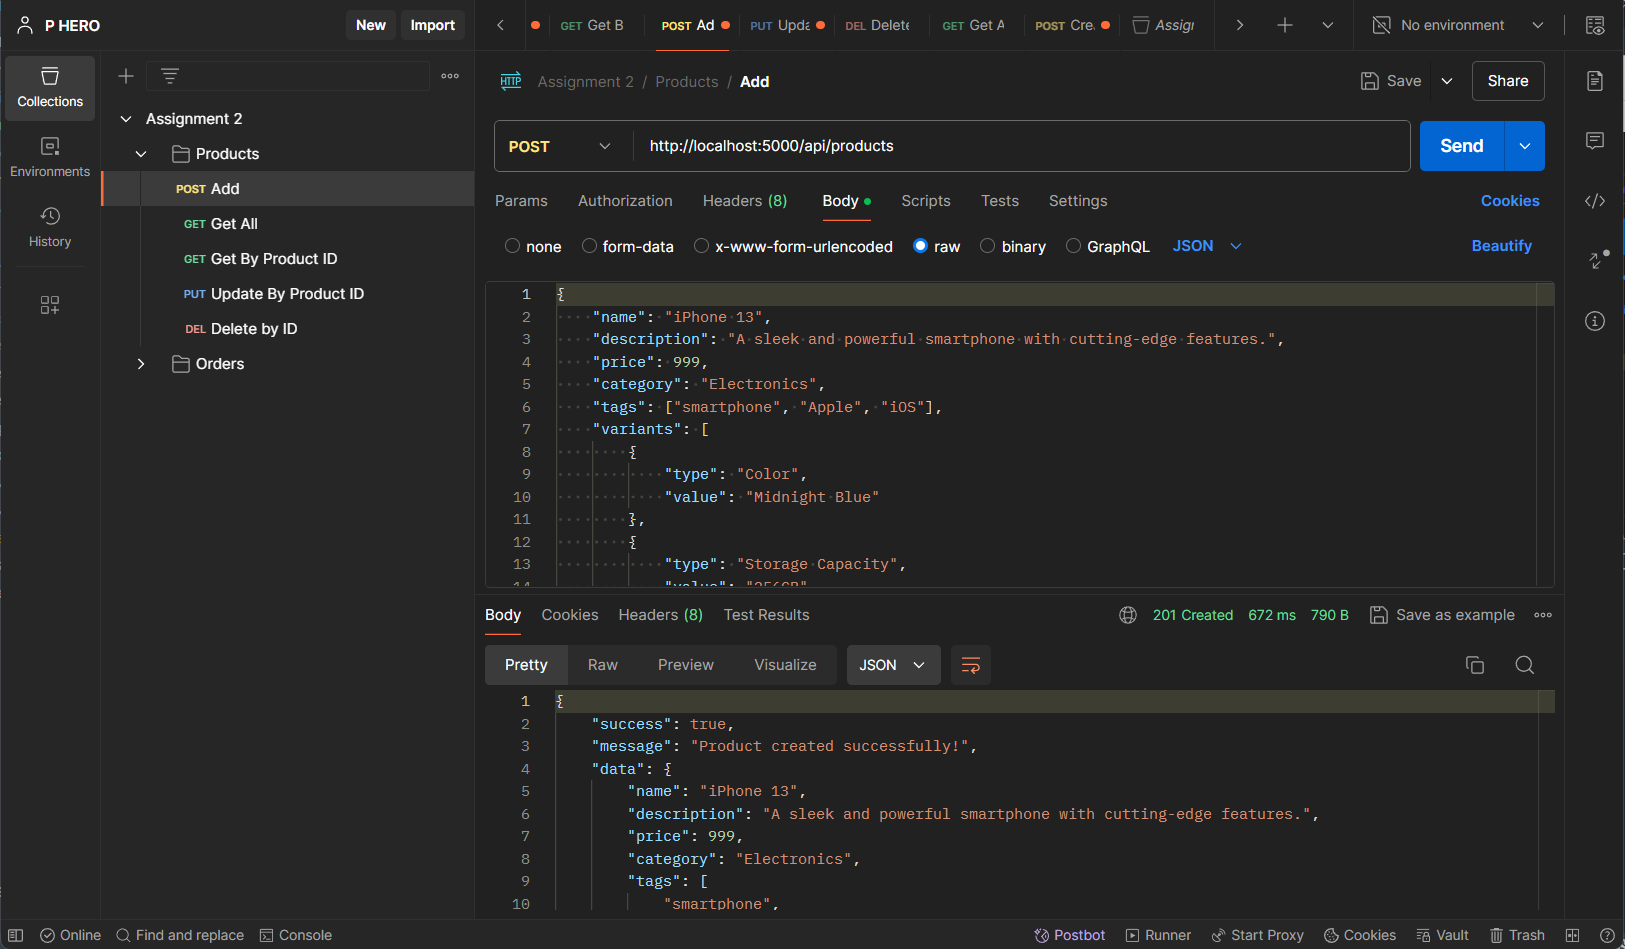 P HERO
New
Import
GET Get B
POST Ad
PUT Upda
DEL Delete
GET Get A
POST Cre
Assign
No environment
Collections
Environments
History
Assignment 2
Products
POST Add
GET Get All
GET Get By Product ID
PUT Update By Product ID
DEL Delete by ID
Orders
HTTP Assignment 2 / Products / Add
Save
Share
POST
http://localhost:5000/api/products
Send
Params Authorization Headers (8) Body Scripts Tests Settings
Cookies
none form-data x-www-form-urlencoded raw binary GraphQL JSON
Beautify
1 {
2 "name": "iPhone 13",
3 "description": "A sleek and powerful smartphone with cutting-edge features.",
4 "price": 999,
5 "category": "Electronics",
6 "tags": ["smartphone", "Apple", "iOS"],
7 "variants": [
8 {
9 "type": "Color",
10 "value": "Midnight Blue"
11 },
12 {
13 "type": "Storage Capacity",
14 "value": "256GB"
Body Cookies Headers (8) Test Results
201 Created 672 ms 790 B Save as example
Pretty Raw Preview Visualize JSON
1 {
2 "success": true,
3 "message": "Product created successfully!",
4 "data": {
5 "name": "iPhone 13",
6 "description": "A sleek and powerful smartphone with cutting-edge features.",
7 "price": 999,
8 "category": "Electronics",
9 "tags": [
10 "smartphone",
Online Find and replace Console
Postbot Runner Start Proxy Cookies Vault Trash